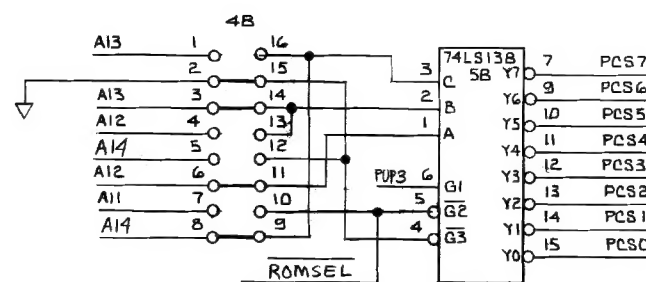 4B
A13 1 16
2 15
A13 3 14
A12 4 13
A14 5 12
A12 6 11
A11 7 10
A14 8 9
ROMSEL
74LS138
5B
3 C
2 B
1 A
PUP3 6 G1
5 G2
4 G3
Y7 7 PCS7
Y6 9 PCS6
Y5 10 PCS5
Y4 11 PCS4
Y3 12 PCS3
Y2 13 PCS2
Y1 14 PCS1
Y0 15 PCS0